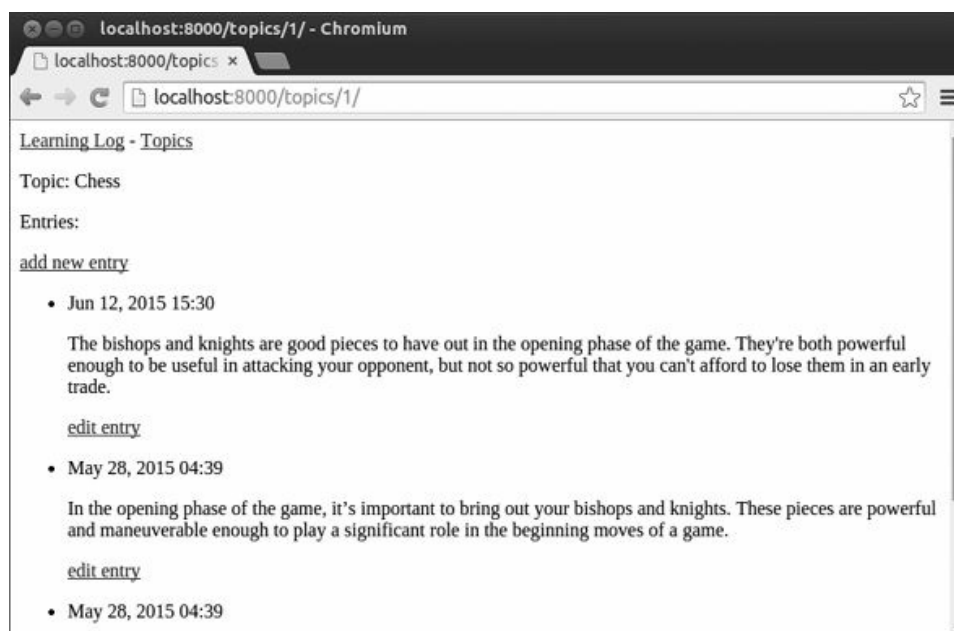 localhost:8000/topics/1/ - Chromium
localhost:8000/topics ×
localhost:8000/topics/1/
Learning Log - Topics
Topic: Chess
Entries:
add new entry
• Jun 12, 2015 15:30
The bishops and knights are good pieces to have out in the opening phase of the game. They're both powerful
enough to be useful in attacking your opponent, but not so powerful that you can't afford to lose them in an early
trade.
edit entry
• May 28, 2015 04:39
In the opening phase of the game, it’s important to bring out your bishops and knights. These pieces are powerful
and maneuverable enough to play a significant role in the beginning moves of a game.
edit entry
• May 28, 2015 04:39